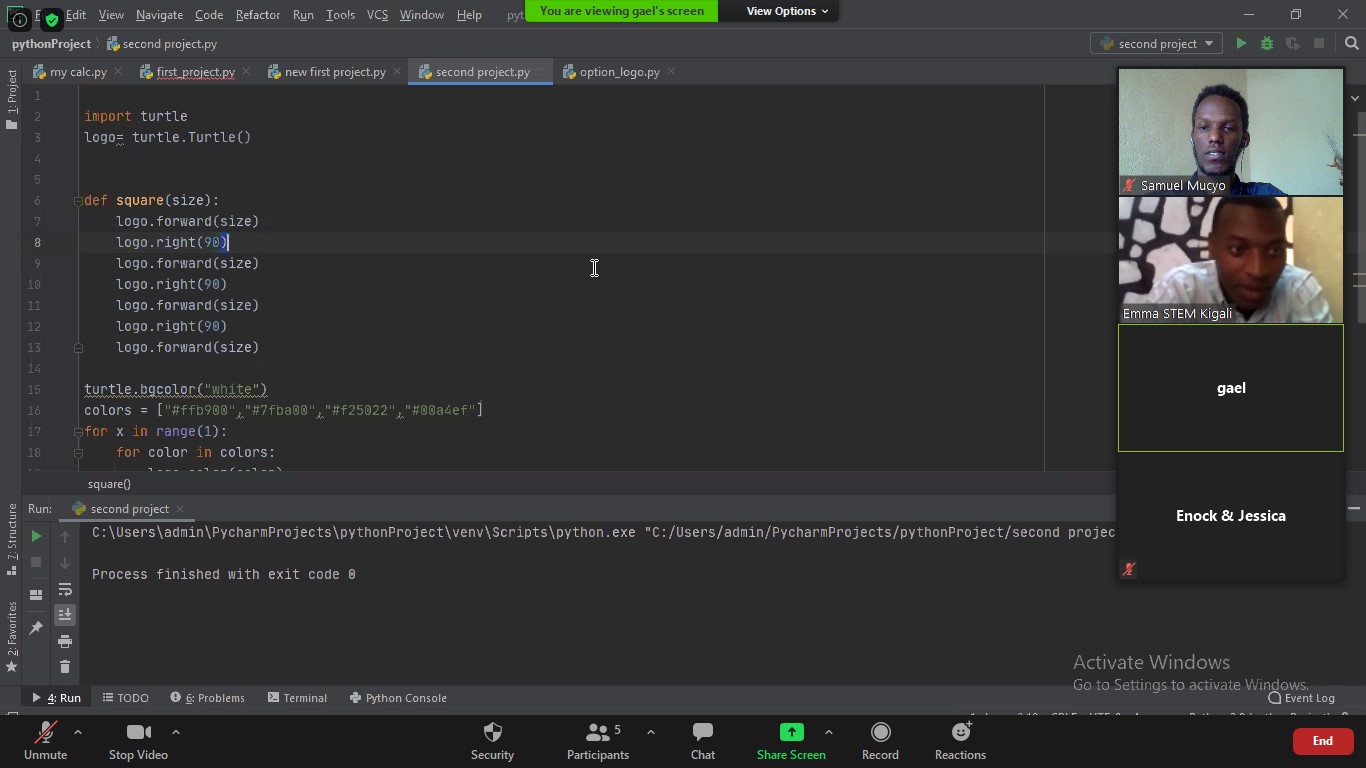 Edit View Navigate Code Refactor Run Tools VCS Window Help
You are viewing gael's screen View Options
pythonProject second project.py
second project
my calc.py first_project.py new first project.py second project.py option_logo.py
1: Project
1
2 import turtle
3 logo= turtle.Turtle()
4
5
6 def square(size):
7 logo.forward(size)
8 logo.right(90)
9 logo.forward(size)
10 logo.right(90)
11 logo.forward(size)
12 logo.right(90)
13 logo.forward(size)
14
15 turtle.bgcolor("white")
16 colors = ["#ffb900","#7fba00","#f25022","#00a4ef"]
17 for x in range(1):
18 for color in colors:
square()
Samuel Mucyo
Emma STEM Kigali
gael
Enock & Jessica
7: Structure
2: Favorites
Run: second project
C:\Users\admin\PycharmProjects\pythonProject\venv\Scripts\python.exe "C:/Users/admin/PycharmProjects/pythonProject/second projec
Process finished with exit code 0
Activate Windows
Go to Settings to activate Windows.
4: Run TODO 6: Problems Terminal Python Console Event Log
Unmute Stop Video Security Participants 5 Chat Share Screen Record Reactions End